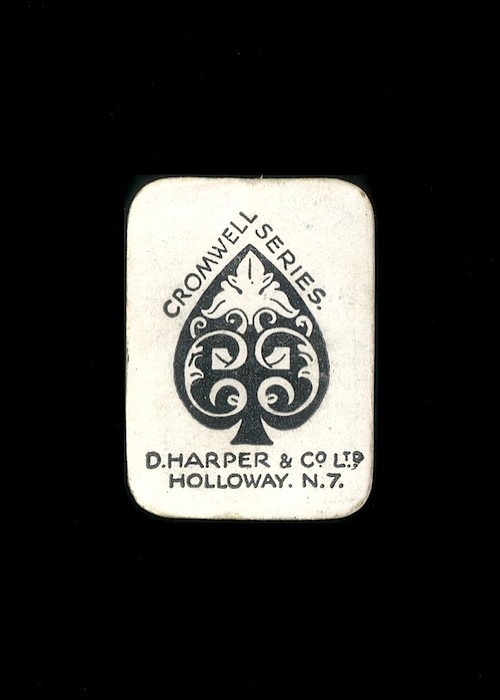 CROMWELL SERIES.
D.HARPER & Co LTD
HOLLOWAY. N.7.